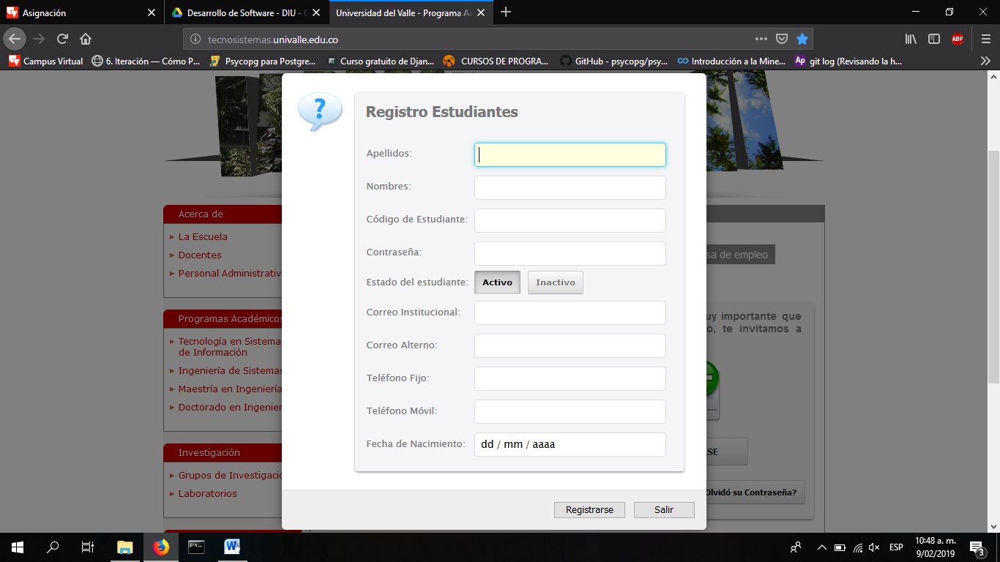 Asignación
Desarrollo de Software - DIU - G
Universidad del Valle - Programa Ac
tecnosistemas.univalle.edu.co
ABP
Campus Virtual
6. Iteración — Cómo P...
Psycopg para Postgre...
Curso gratuito de Djan...
CURSOS DE PROGRA...
GitHub - psycopg/psy...
Introducción a la Mine...
Ap
git log (Revisando la h...
?
Registro Estudiantes
Apellidos:
Nombres:
Código de Estudiante:
Contraseña:
Estado del estudiante: Activo Inactivo
Correo Institucional:
Correo Alterno:
Teléfono Fijo:
Teléfono Móvil:
Fecha de Nacimiento: dd / mm / aaaa
Registrarse Salir
Acerca de
La Escuela
Docentes
Personal Administrativ
Programas Académicos
Tecnología en Sistema
de Información
Ingeniería de Sistemas
Maestría en Ingeniería
Doctorado en Ingenier
Investigación
Grupos de Investigació
Laboratorios
sa de empleo
uy importante que
o, te invitamos a
SE
Olvidó su Contraseña?
ESP
10:48 a. m.
9/02/2019
3